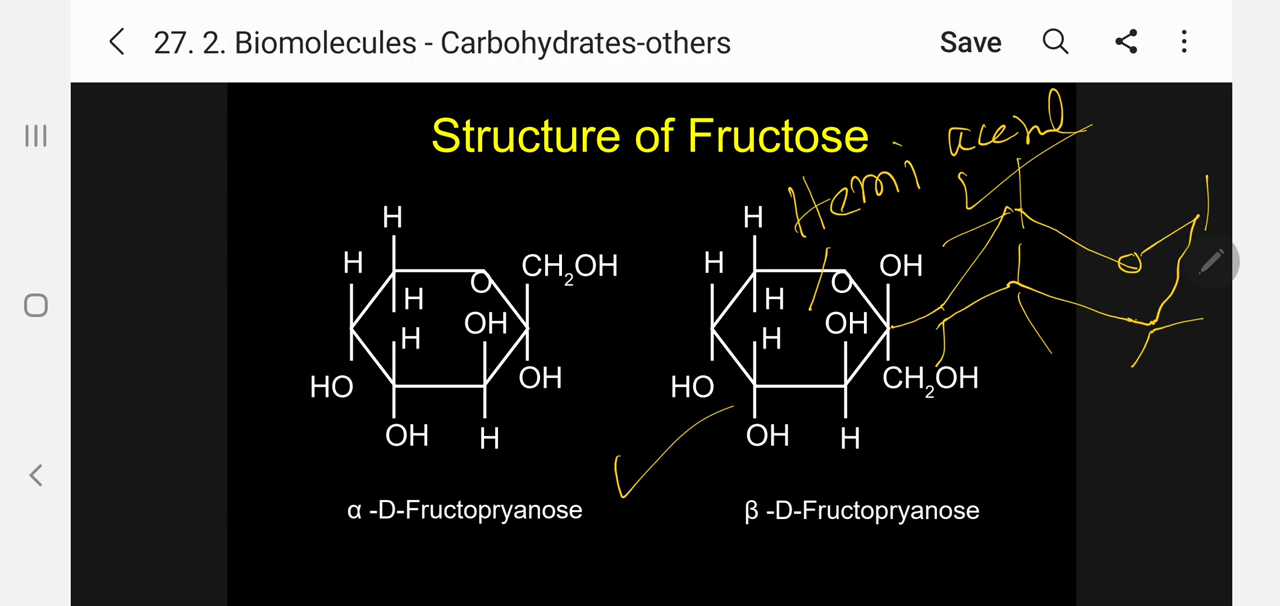 27. 2. Biomolecules - Carbohydrates-others Save
Structure of Fructose
Hemi
H H
H CH2OH H OH
O O
H H
H OH H OH
HO OH HO CH2OH
OH H OH H
α -D-Fructopryanose β -D-Fructopryanose